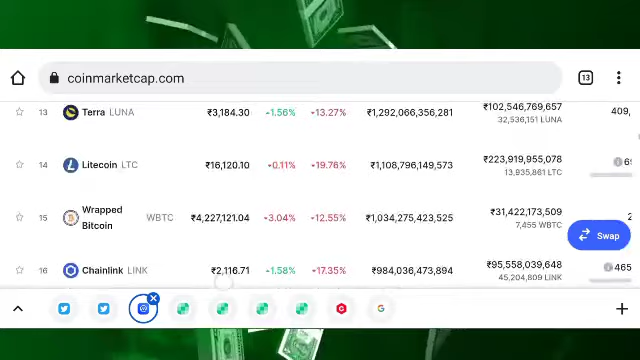 coinmarketcap.com
13
13 Terra LUNA ₹3,184.30 1.56% 13.27% ₹1,292,066,356,281 ₹102,546,769,657 409,
32,536,151 LUNA
14 Litecoin LTC ₹16,120.10 0.11% 19.76% ₹1,108,796,149,573 ₹223,919,955,078
13,935,861 LTC
15 Wrapped Bitcoin WBTC ₹4,227,121.04 3.04% 12.55% ₹1,034,275,423,525 ₹31,422,173,509
7,455 WBTC
Swap
16 Chainlink LINK ₹2,116.71 1.58% 17.35% ₹984,036,473,894 ₹95,558,039,648 465
45,204,809 LINK